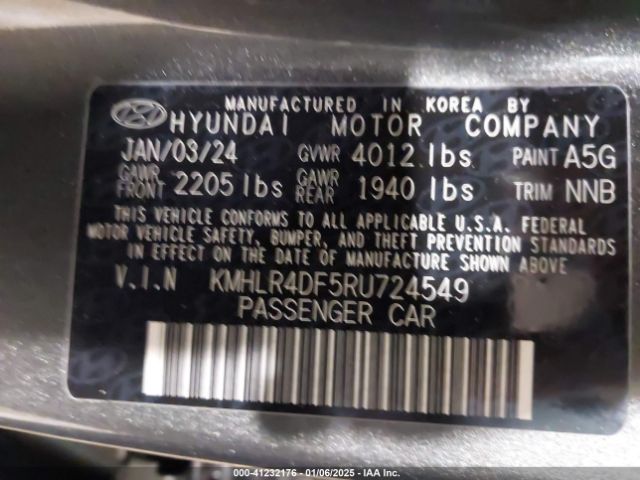 MANUFACTURED IN KOREA BY
HYUNDAI MOTOR COMPANY
JAN/03/24 GVWR 4012 lbs PAINT A5G
GAWR FRONT 2205 lbs GAWR REAR 1940 lbs TRIM NNB
THIS VEHICLE CONFORMS TO ALL APPLICABLE U.S.A. FEDERAL
MOTOR VEHICLE SAFETY, BUMPER, AND THEFT PREVENTION STANDARDS
IN EFFECT ON THE DATE OF MANUFACTURE SHOWN ABOVE
V.I.N KMHLR4DF5RU724549
PASSENGER CAR
000-41232176 - 01/06/2025 - IAA Inc.